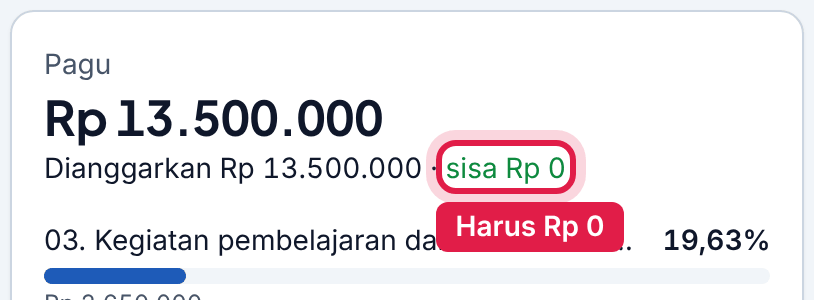 Pagu
Rp 13.500.000
Dianggarkan Rp 13.500.000 · sisa Rp 0
Harus Rp 0
03. Kegiatan pembelajaran da... 19,63%